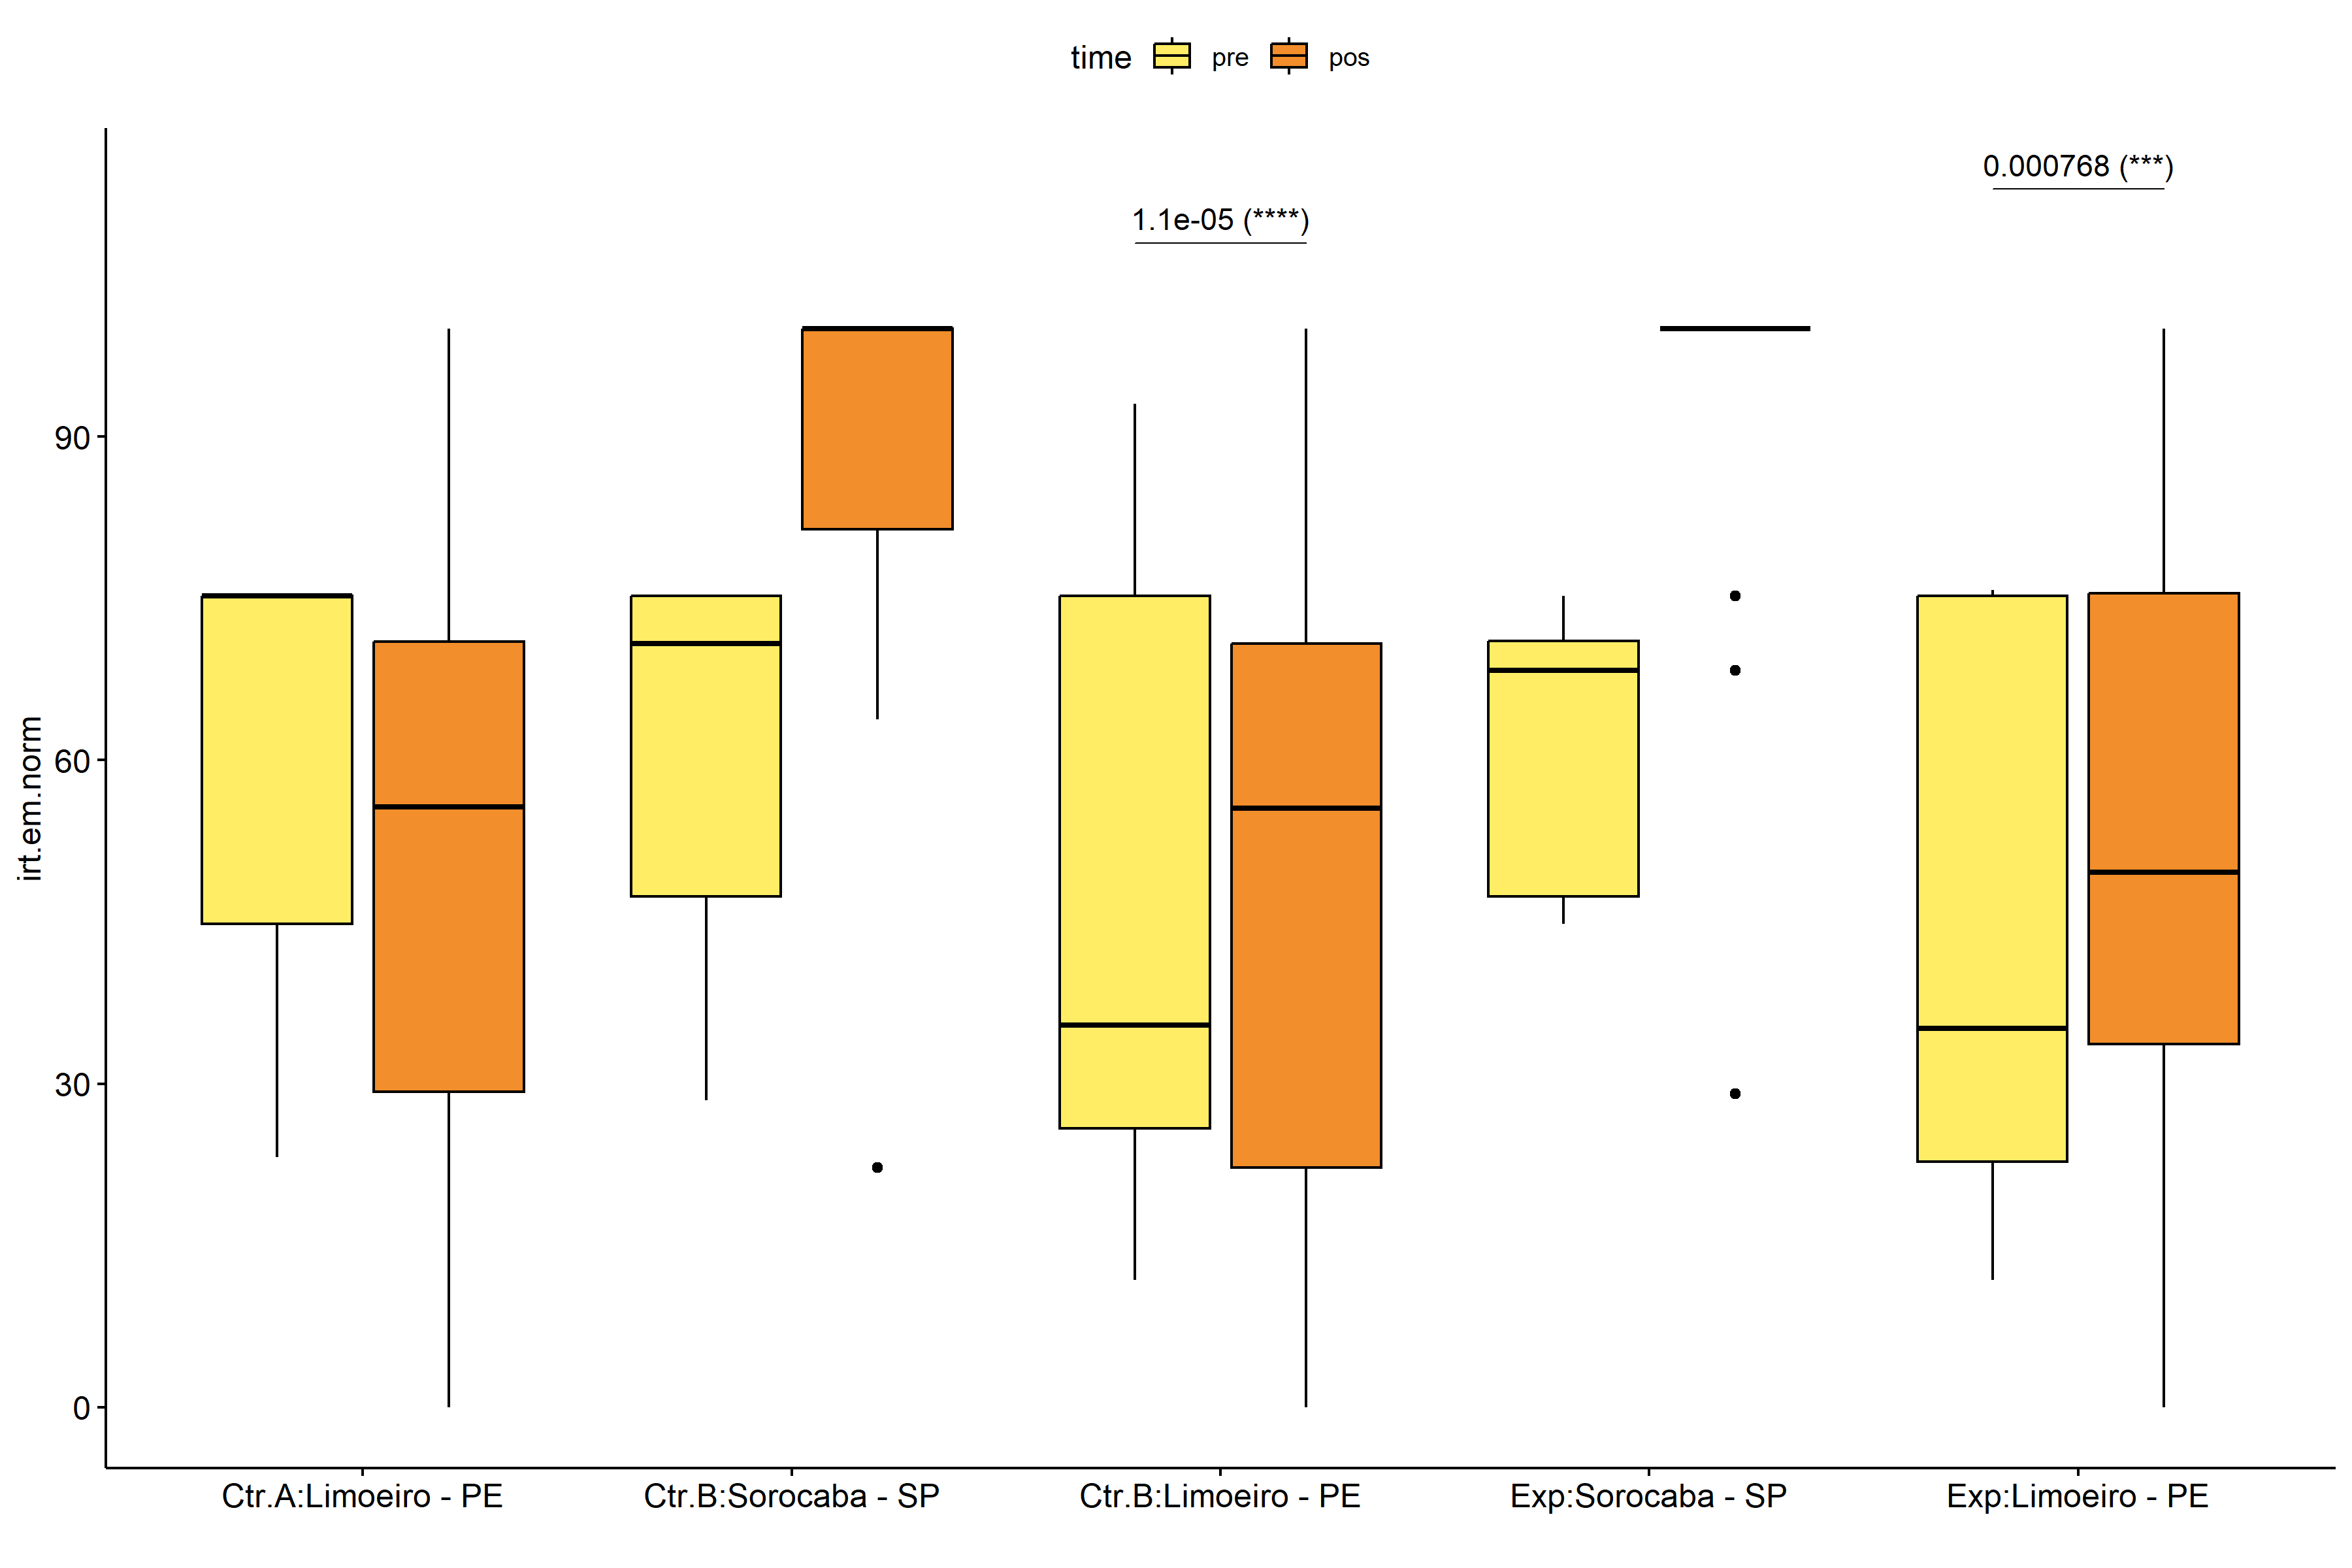 time pre pos
0.000768 (***)
1.1e-05 (****)
90
60
30
0
irt.em.norm
Ctr.A:Limoeiro - PE
Ctr.B:Sorocaba - SP
Ctr.B:Limoeiro - PE
Exp:Sorocaba - SP
Exp:Limoeiro - PE